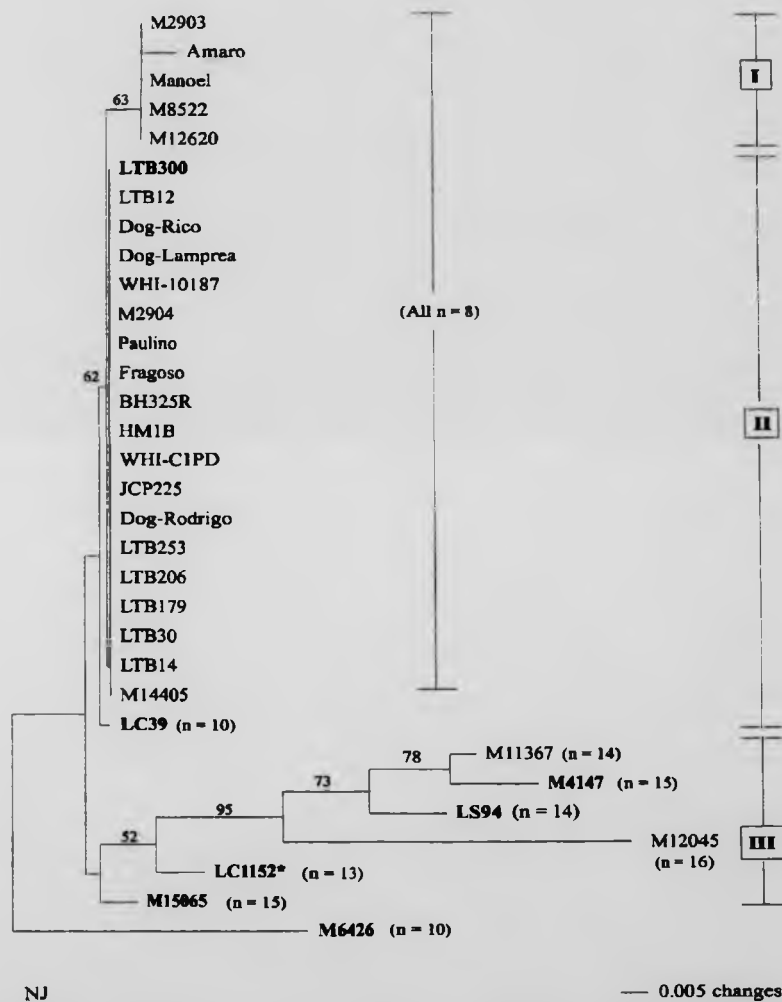 M2903
Amaro
I
Manoel
63
M8522
M12620
LTB300
LTB12
Dog-Rico
Dog-Lamprea
WHI-10187
M2904
(All n = 8)
Paulino
Fragoso
62
BH325R
II
HM1B
WHI-C1PD
JCP225
Dog-Rodrigo
LTB253
LTB206
LTB179
LTB30
LTB14
M14405
LC39 (n = 10)
78
M11367 (n = 14)
73
M4147 (n = 15)
95
LS94 (n = 14)
52
M12045
III
(n = 16)
LC1152* (n = 13)
M15065 (n = 15)
M6426 (n = 10)
NJ
0.005 changes